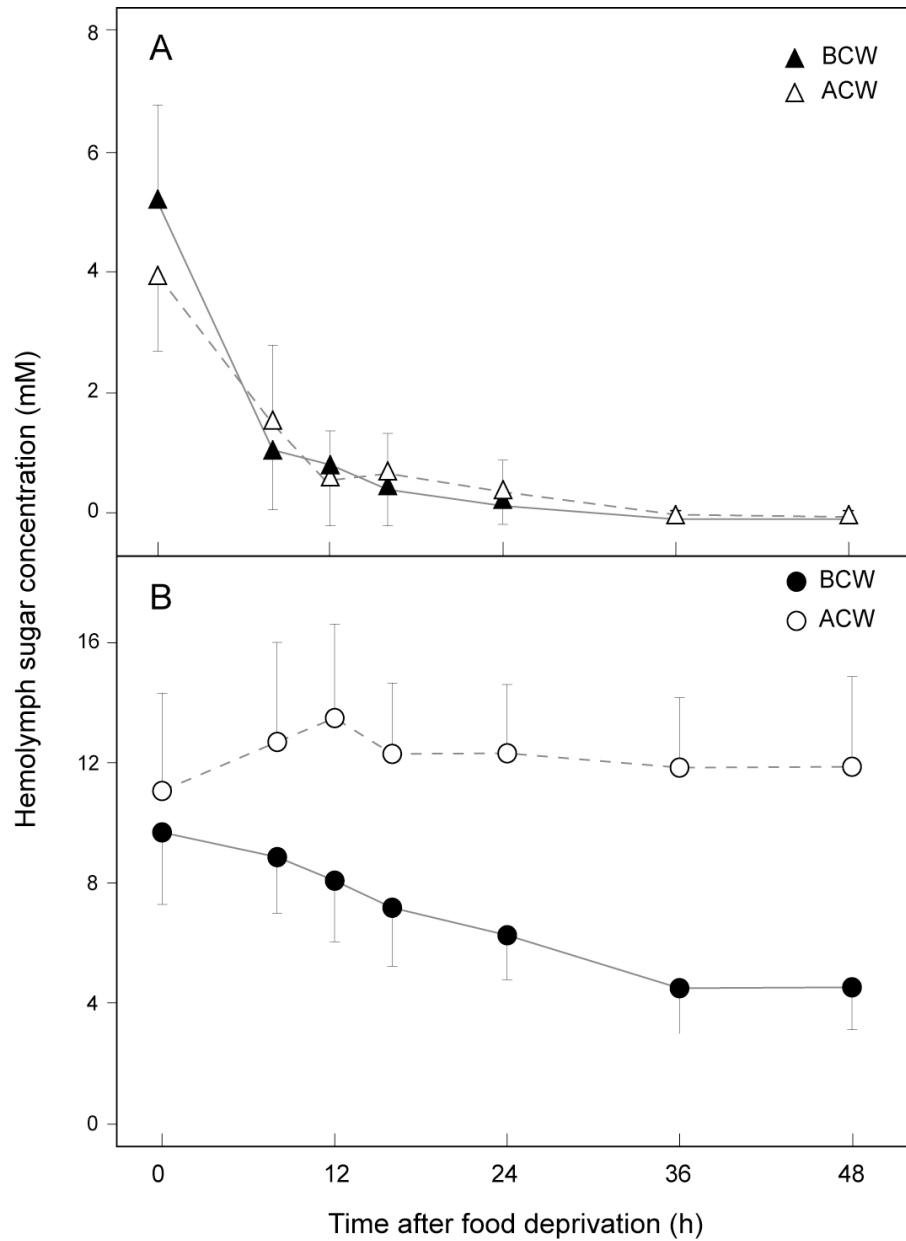 A
BCW
ACW
8
6
4
2
0
Hemolymph sugar concentration (mM)
B
BCW
ACW
16
12
8
4
0
0 12 24 36 48
Time after food deprivation (h)